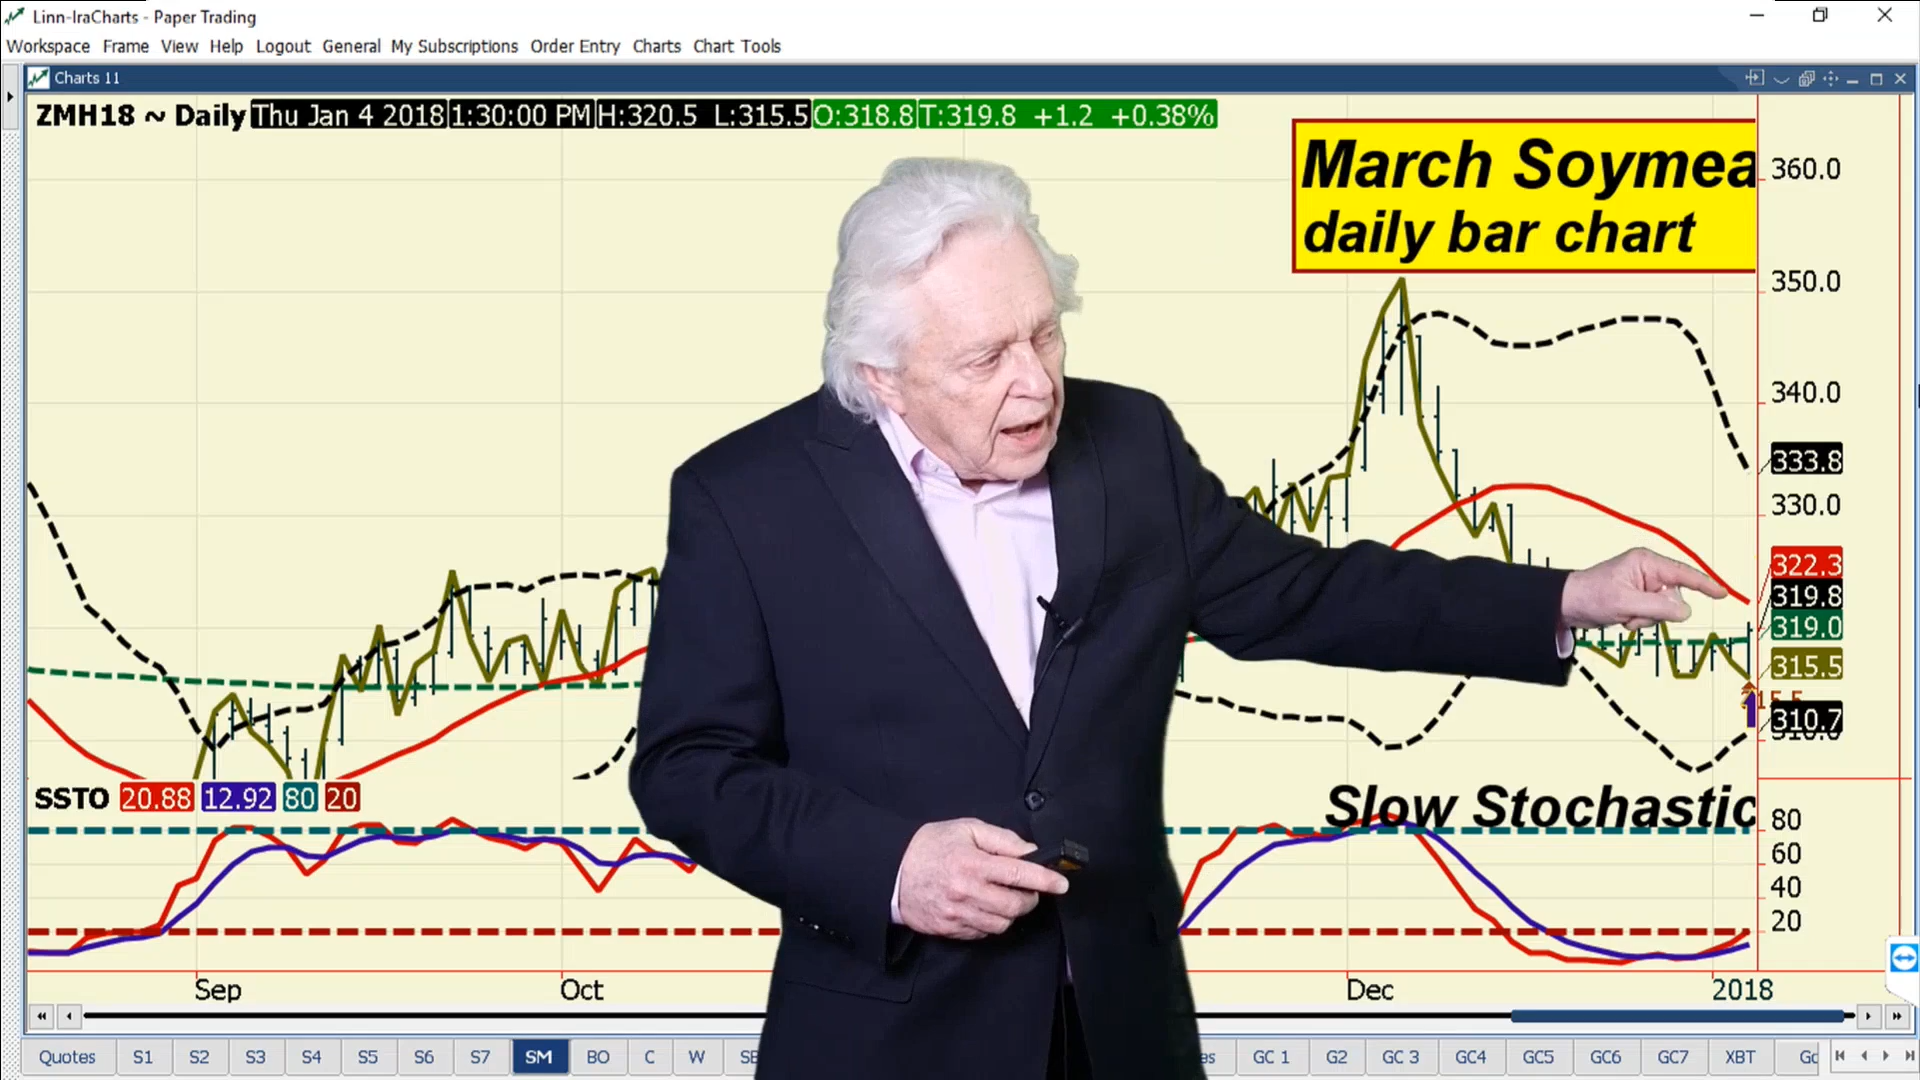 Linn-IraCharts - Paper Trading
Workspace Frame View Help Logout General My Subscriptions Order Entry Charts Chart Tools
Charts 11
ZMH18 ~ Daily Thu Jan 4 2018 1:30:00 PM H:320.5 L:315.5 O:318.8 T:319.8 +1.2 +0.38%
March Soymea
daily bar chart
360.0
350.0
340.0
333.8
330.0
322.3
319.8
319.0
315.5
310.7
Slow Stochastic
SSTO 20.88 12.92 80 20
80
60
40
20
Sep Oct Dec 2018
Quotes S1 S2 S3 S4 S5 S6 S7 SM BO C W GC 1 G2 GC 3 GC4 GC5 GC6 GC7 XBT